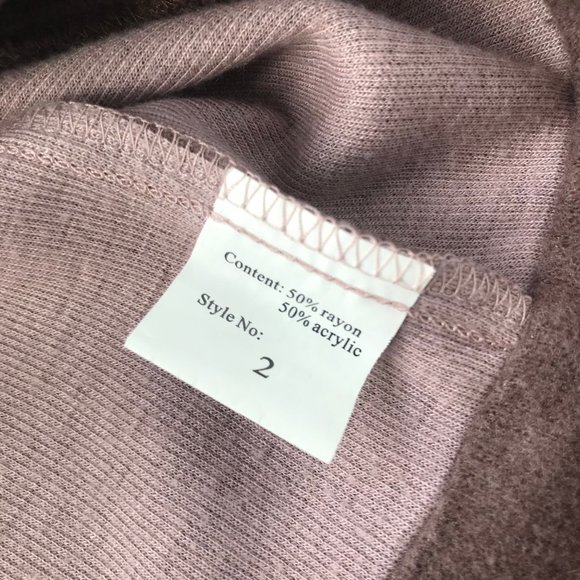 Content: 50% rayon
50% acrylic
Style No:
2